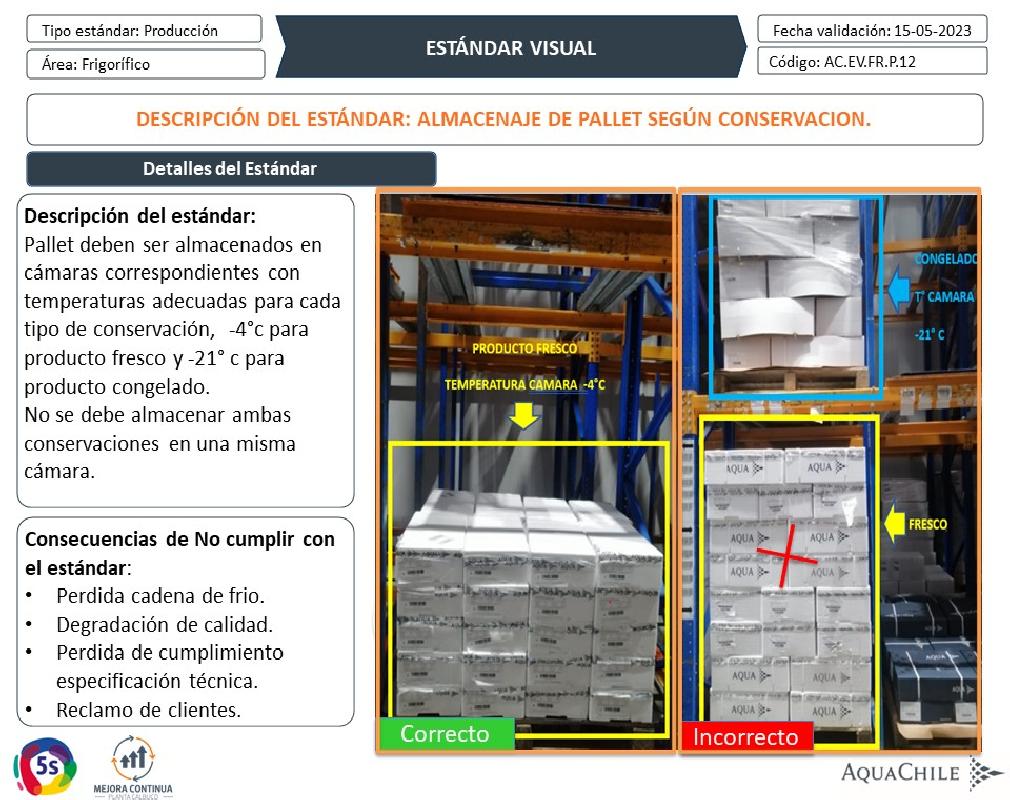 Tipo estándar: Producción
Área: Frigorífico
ESTÁNDAR VISUAL
Fecha validación: 15-05-2023
Código: AC.EV.FR.P.12
DESCRIPCIÓN DEL ESTÁNDAR: ALMACENAJE DE PALLET SEGÚN CONSERVACION.
Detalles del Estándar
Descripción del estándar:
Pallet deben ser almacenados en
cámaras correspondientes con
temperaturas adecuadas para cada
tipo de conservación, -4°c para
producto fresco y -21° c para
producto congelado.
No se debe almacenar ambas
conservaciones en una misma
cámara.
Consecuencias de No cumplir con
el estándar:
• Perdida cadena de frio.
• Degradación de calidad.
• Perdida de cumplimiento
especificación técnica.
• Reclamo de clientes.
PRODUCTO FRESCO
TEMPERATURA CAMARA -4°C
Correcto
CONGELADO
T° CAMARA
-21° C
FRESCO
AQUA AQUA
AQUA AQUA
AQUA AQUA
AQUA AQUA
AQUA AQUA
AQUA
Incorrecto
5s
MEJORA CONTINUA
PLANTA CALBUCO
AQUACHILE